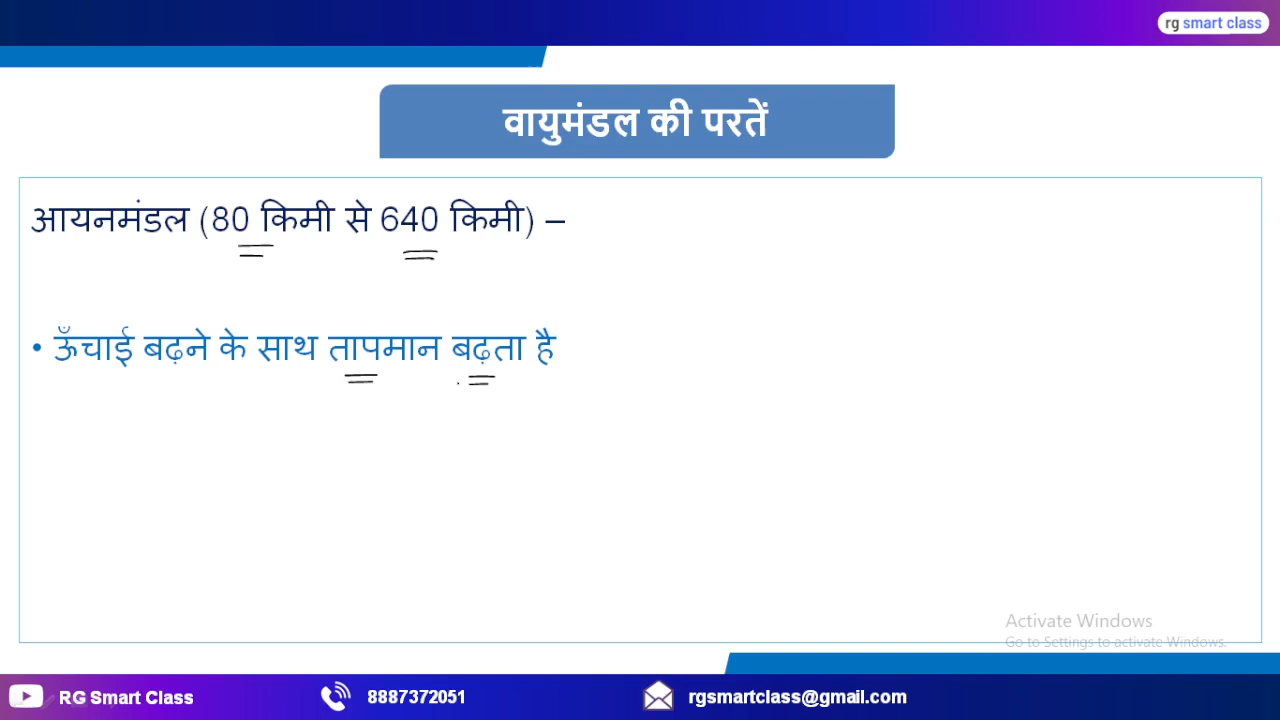 rg smart class
वायुमंडल की परतें
आयनमंडल (80 किमी से 640 किमी) –
• ऊँचाई बढ़ने के साथ तापमान बढ़ता है
Activate Windows
Go to Settings to activate Windows.
RG Smart Class 8887372051 rgsmartclass@gmail.com